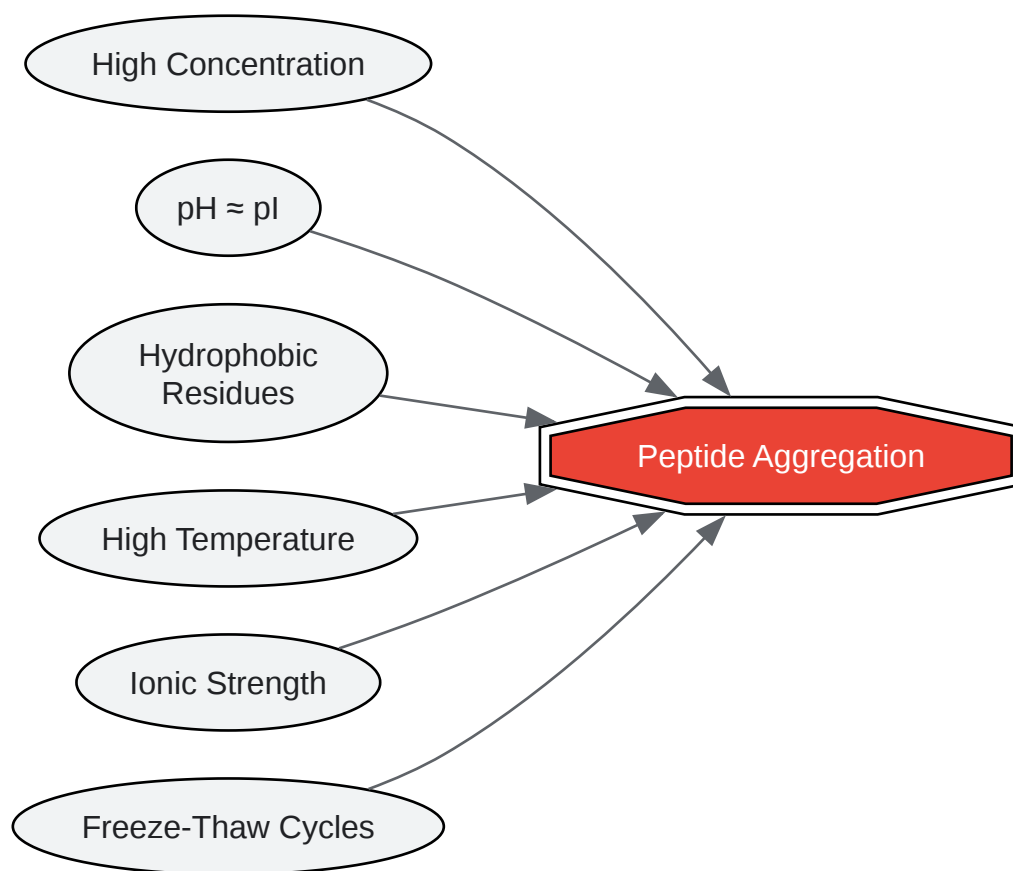 High Concentration
pH ≈ pI
Hydrophobic
Residues
Peptide Aggregation
High Temperature
Ionic Strength
Freeze-Thaw Cycles